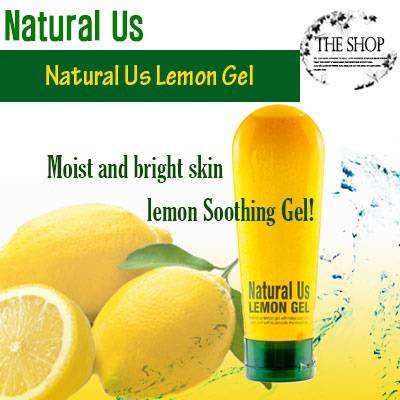 Natural Us
THE SHOP
Natural Us Lemon Gel
Moist and bright skin
lemon Soothing Gel!
Natural Us
LEMON GEL